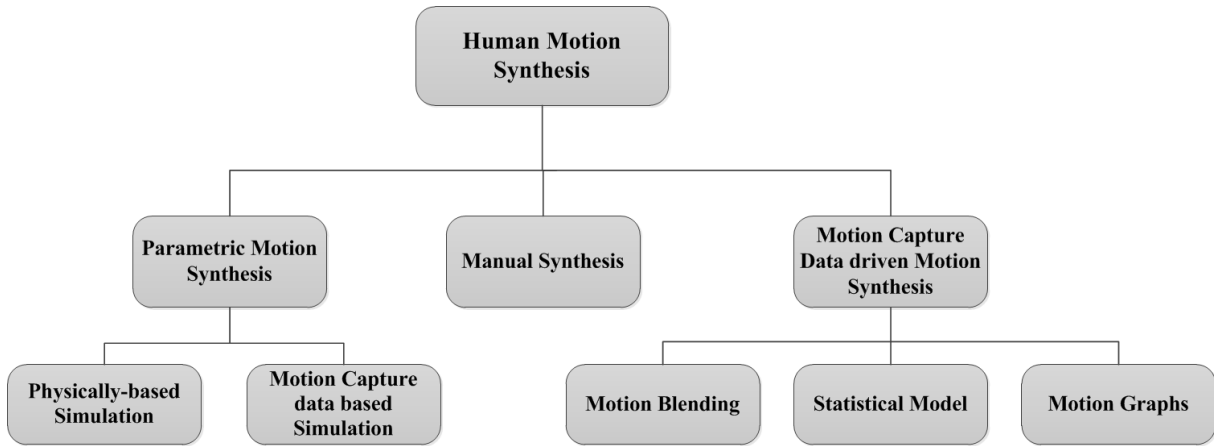 Human Motion
Synthesis
Parametric Motion
Synthesis
Manual Synthesis
Motion Capture
Data driven Motion
Synthesis
Physically-based
Simulation
Motion Capture
data based
Simulation
Motion Blending
Statistical Model
Motion Graphs